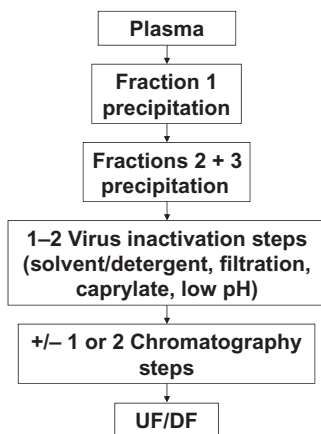 Plasma
Fraction 1
precipitation
Fractions 2 + 3
precipitation
1–2 Virus inactivation steps
(solvent/detergent, filtration,
caprylate, low pH)
+/– 1 or 2 Chromatography
steps
UF/DF